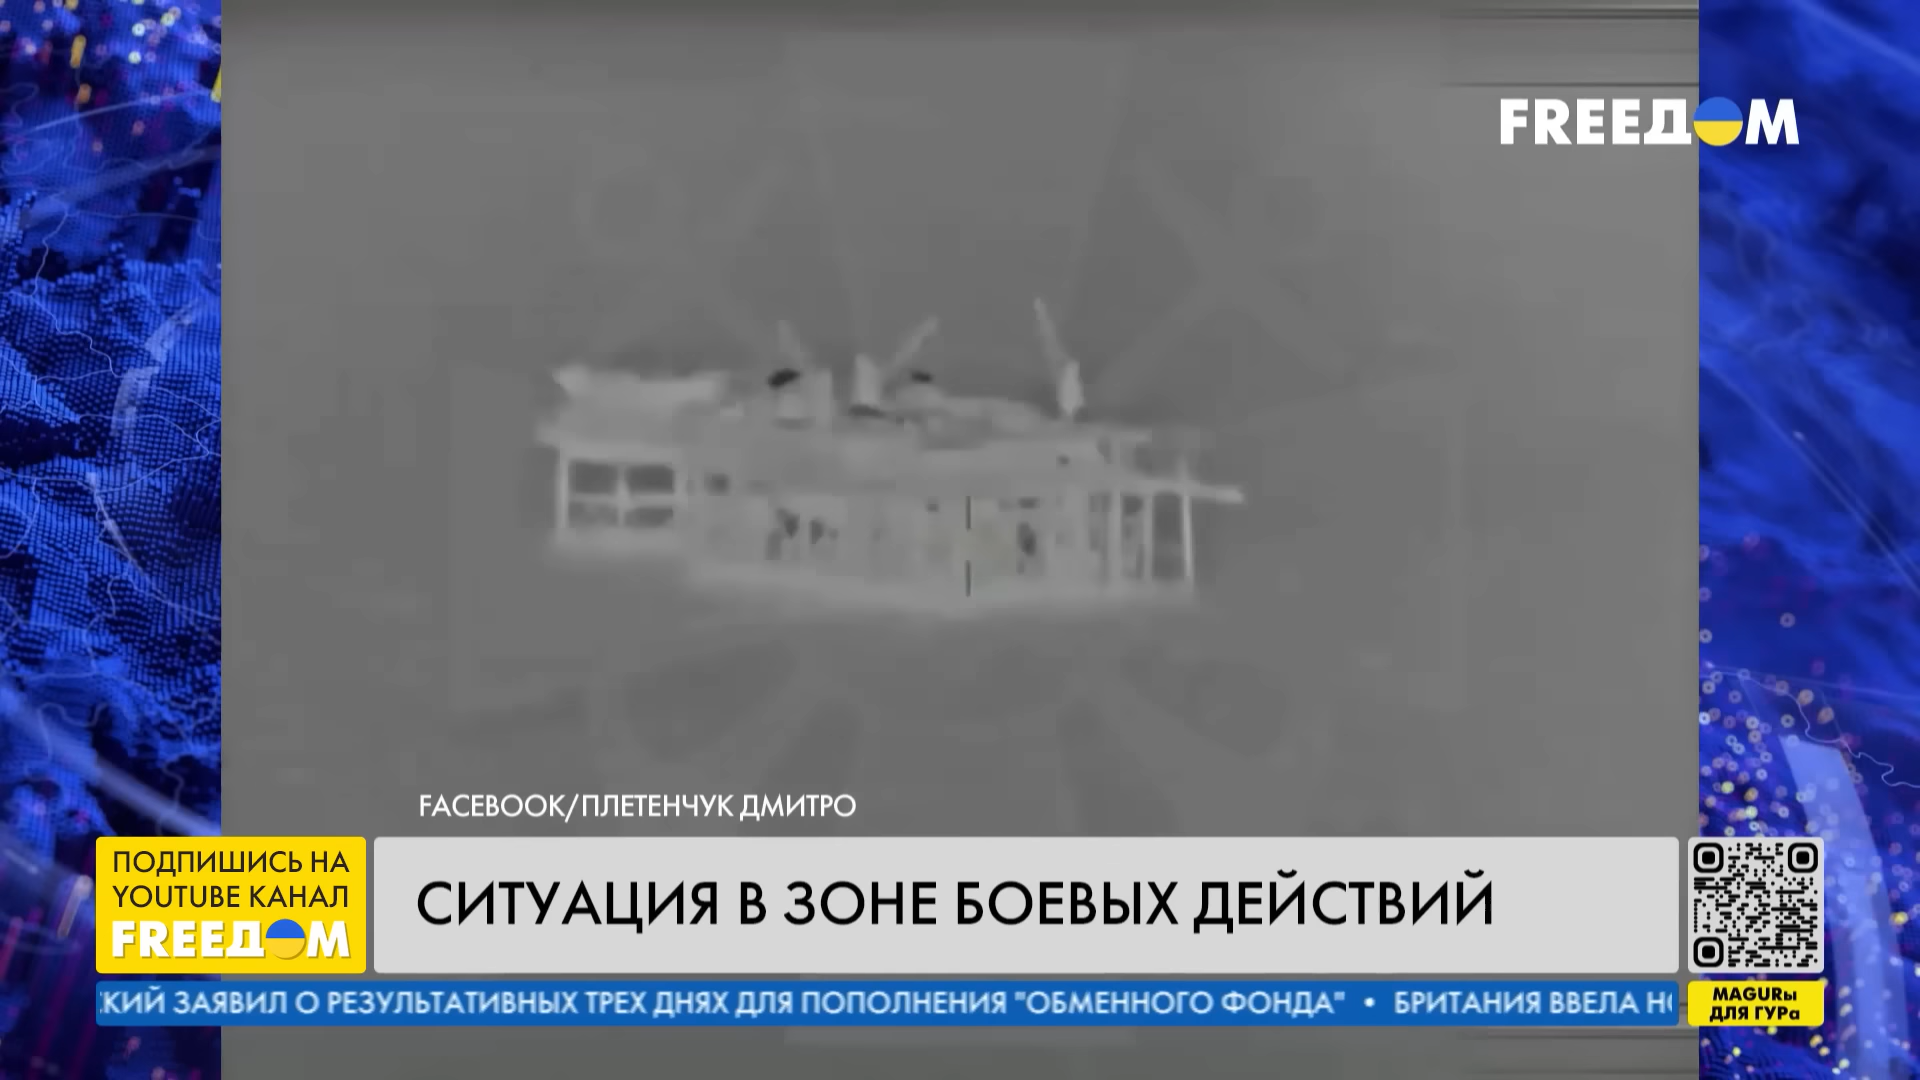 FREEДOM
FACEBOOK/ПЛЕТЕНЧУК ДМИТРО
ПОДПИШИСЬ НА
YOUTUBE КАНАЛ
FREEДOM
СИТУАЦИЯ В ЗОНЕ БОЕВЫХ ДЕЙСТВИЙ
КИЙ ЗАЯВИЛ О РЕЗУЛЬТАТИВНЫХ ТРЕХ ДНЯХ ДЛЯ ПОПОЛНЕНИЯ "ОБМЕННОГО ФОНДА" • БРИТАНИЯ ВВЕЛА
MAGURы
ДЛЯ ГУРа